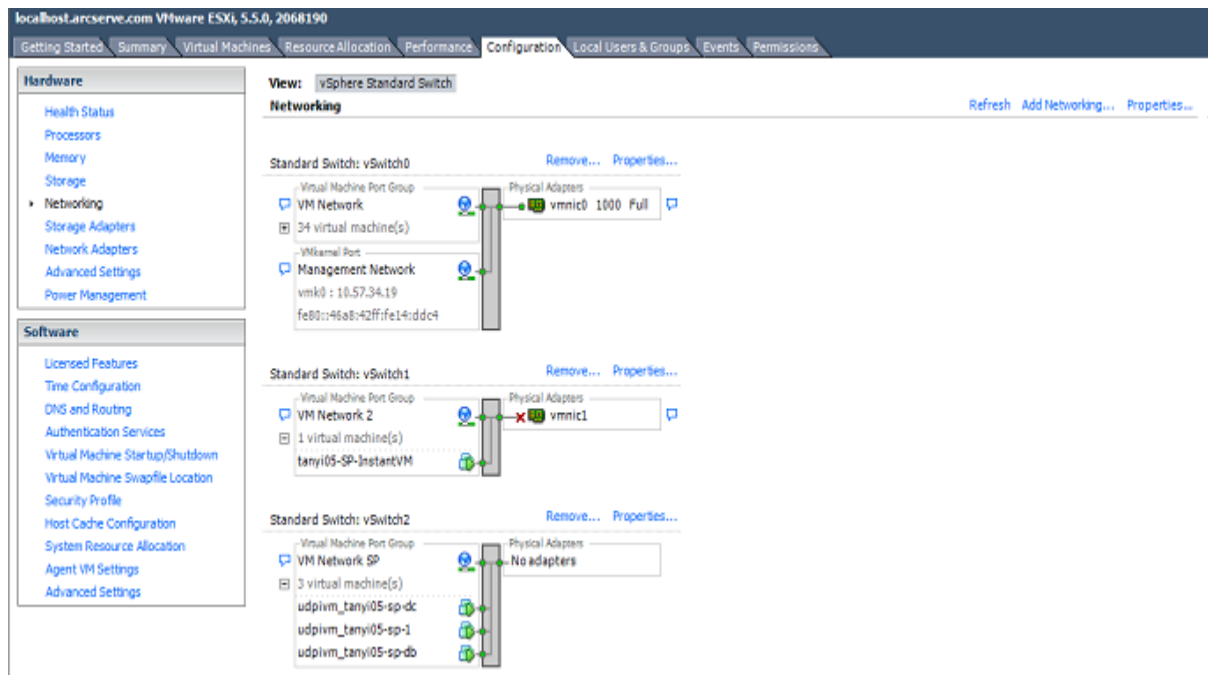 localhost.arcserve.com VMware ESXi, 5.5.0, 2068190
Getting Started Summary Virtual Machines Resource Allocation Performance Configuration Local Users & Groups Events Permissions
Hardware
Health Status
Processors
Memory
Storage
Networking
Storage Adapters
Network Adapters
Advanced Settings
Power Management
Software
Licensed Features
Time Configuration
DNS and Routing
Authentication Services
Virtual Machine Startup/Shutdown
Virtual Machine Swapfile Location
Security Profile
Host Cache Configuration
System Resource Allocation
Agent VM Settings
Advanced Settings
View: vSphere Standard Switch
Networking
Refresh Add Networking... Properties...
Standard Switch: vSwitch0 Remove... Properties...
Virtual Machine Port Group Physical Adapters
VM Network vmnic0 1000 Full
34 virtual machine(s)
VMkernel Port
Management Network
vmk0 : 10.57.34.19
fe80::46a8:42ff:fe14:ddc4
Standard Switch: vSwitch1 Remove... Properties...
Virtual Machine Port Group Physical Adapters
VM Network 2 vmnic1
1 virtual machine(s)
tanyi05-SP-InstantVM
Standard Switch: vSwitch2 Remove... Properties...
Virtual Machine Port Group Physical Adapters
VM Network SP No adapters
3 virtual machine(s)
udpivm_tanyi05-sp-dc
udpivm_tanyi05-sp-1
udpivm_tanyi05-sp-db